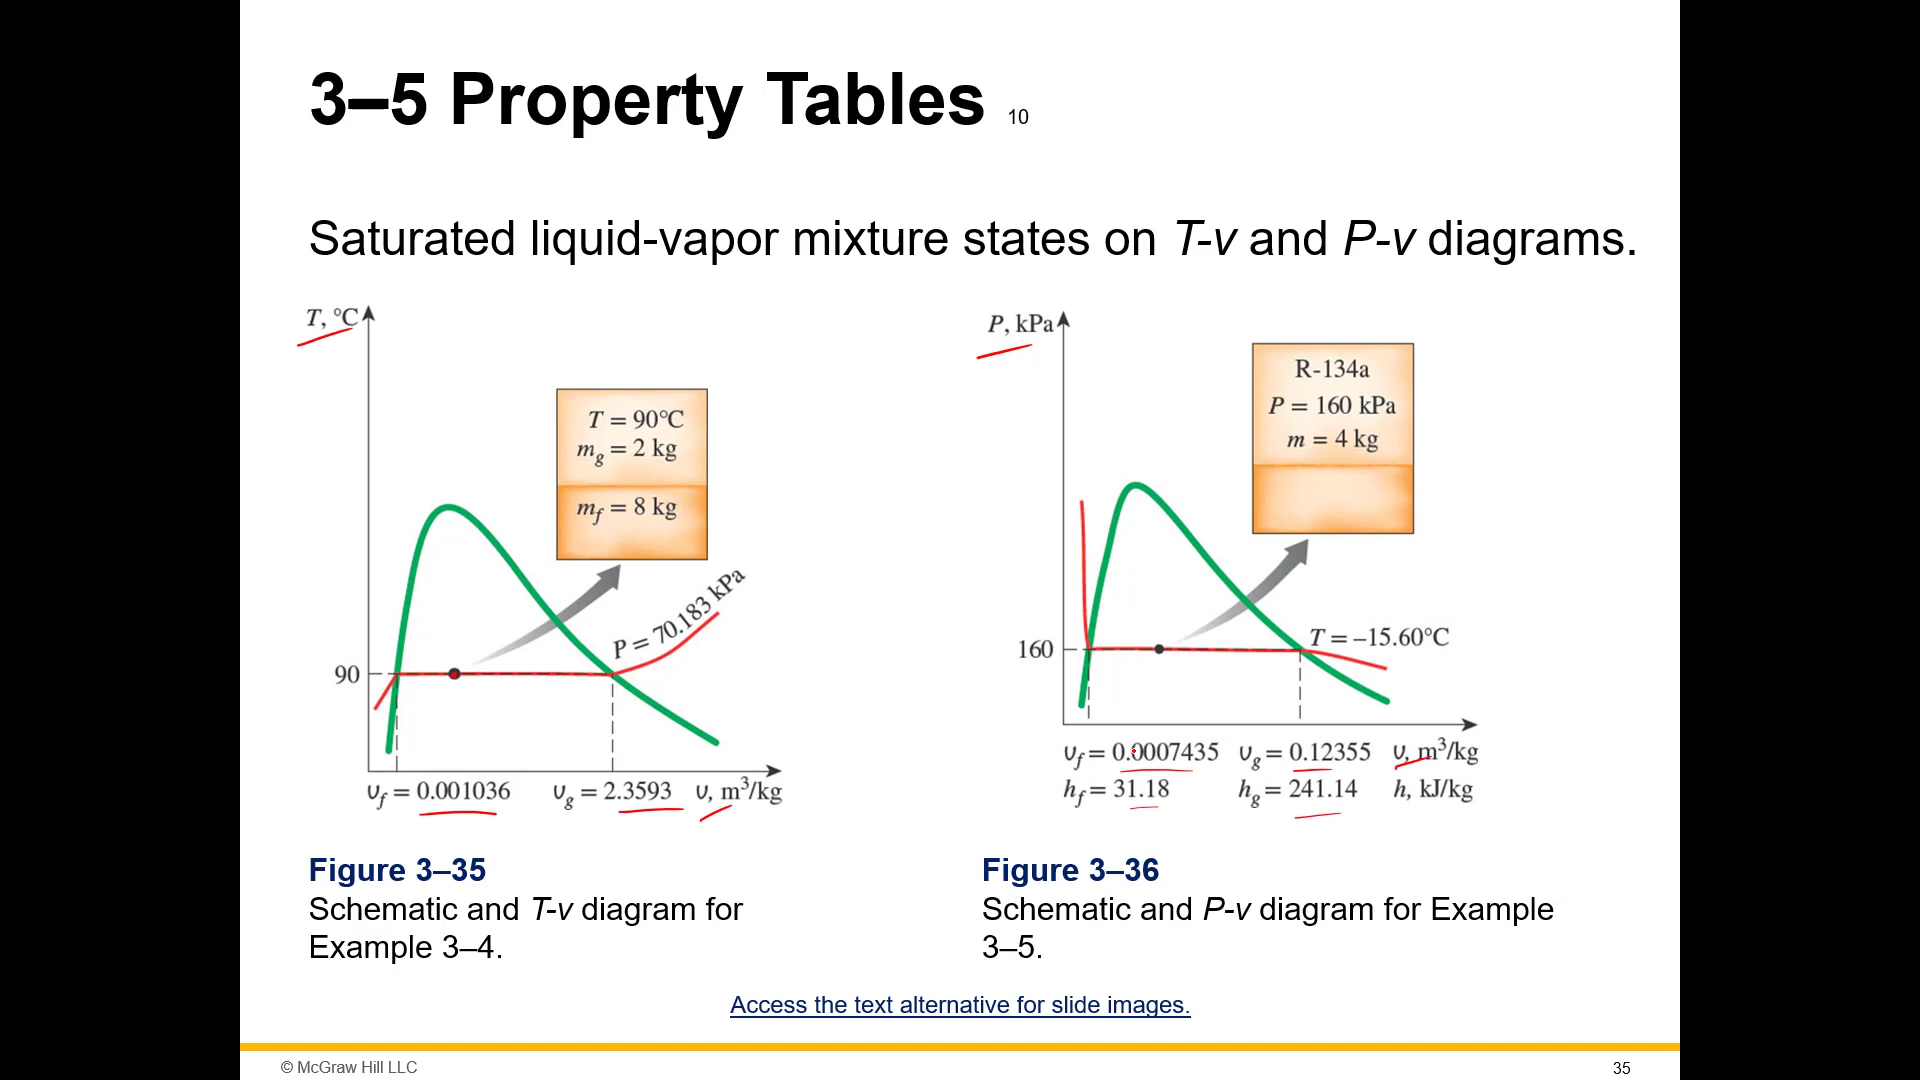 3–5 Property Tables 10
Saturated liquid-vapor mixture states on T-v and P-v diagrams.
T, °C
T = 90°C
m_g = 2 kg
m_f = 8 kg
P = 70.183 kPa
90
υ_f = 0.001036 υ_g = 2.3593 υ, m³/kg
Figure 3–35
Schematic and T-v diagram for
Example 3–4.
P, kPa
R-134a
P = 160 kPa
m = 4 kg
T = –15.60°C
160
υ_f = 0.0007435 υ_g = 0.12355 υ, m³/kg
h_f = 31.18 h_g = 241.14 h, kJ/kg
Figure 3–36
Schematic and P-v diagram for Example
3–5.
Access the text alternative for slide images.
© McGraw Hill LLC
35